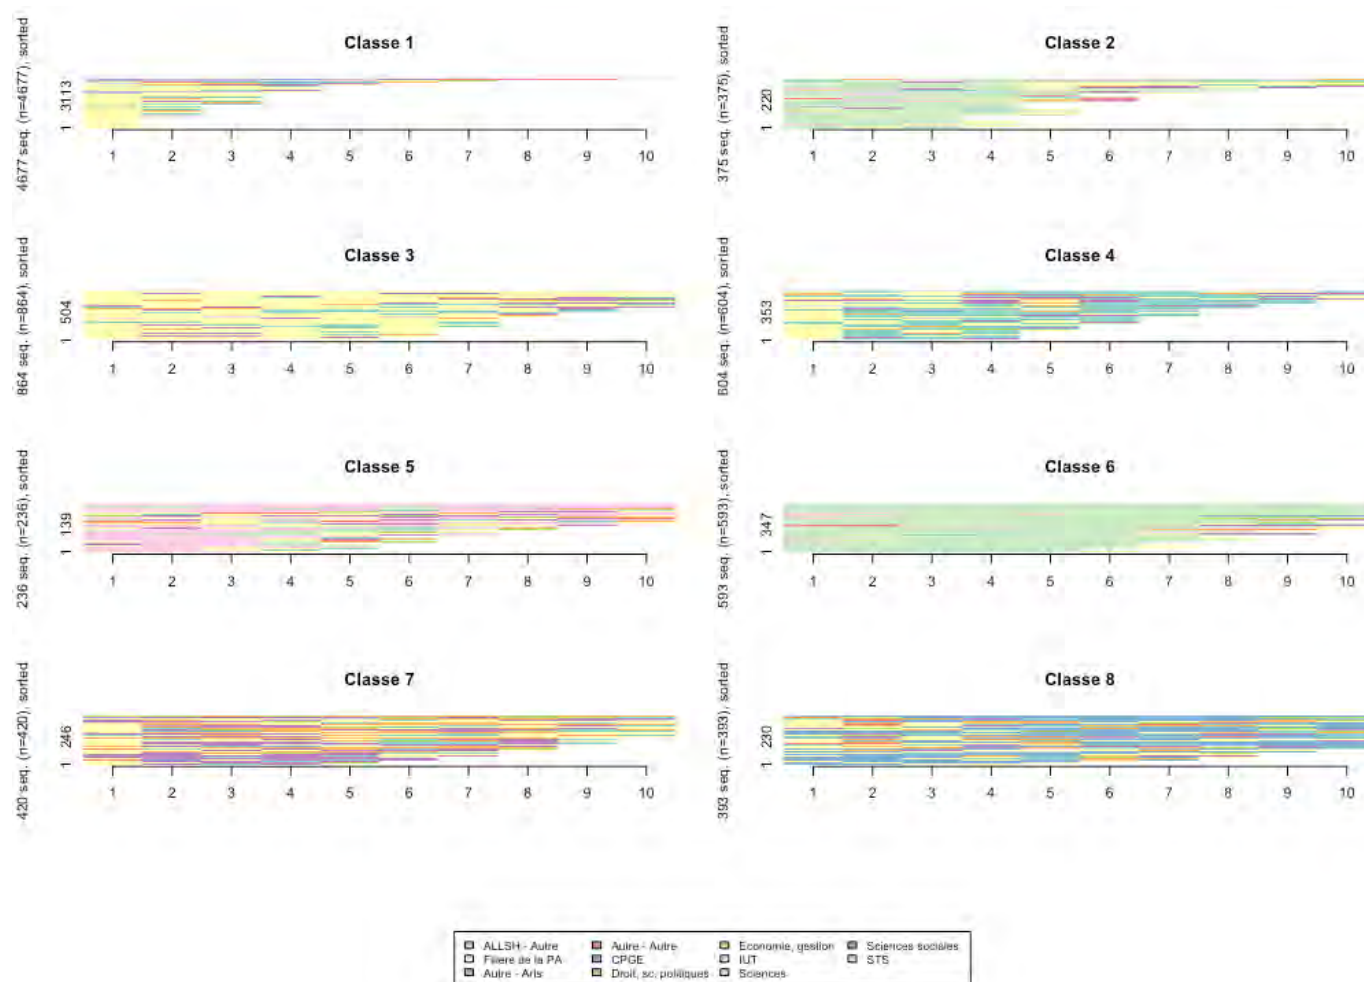 Classe 1
4677 seq. (n=4677), sorted
1 3113
1 2 3 4 5 6 7 8 9 10
Classe 2
375 seq. (n=375), sorted
1 220
1 2 3 4 5 6 7 8 9 10
Classe 3
864 seq. (n=864), sorted
1 504
1 2 3 4 5 6 7 8 9 10
Classe 4
604 seq. (n=604), sorted
1 353
1 2 3 4 5 6 7 8 9 10
Classe 5
236 seq. (n=236), sorted
1 139
1 2 3 4 5 6 7 8 9 10
Classe 6
593 seq. (n=593), sorted
1 347
1 2 3 4 5 6 7 8 9 10
Classe 7
420 seq. (n=420), sorted
1 246
1 2 3 4 5 6 7 8 9 10
Classe 8
393 seq. (n=393), sorted
1 230
1 2 3 4 5 6 7 8 9 10
ALLSH - Autre
Filiere de la PA
Autre - Arts
Autre - Autre
CPGE
Droit, sc. politiques
Economie, gestion
IUT
Sciences
Sciences sociales
STS